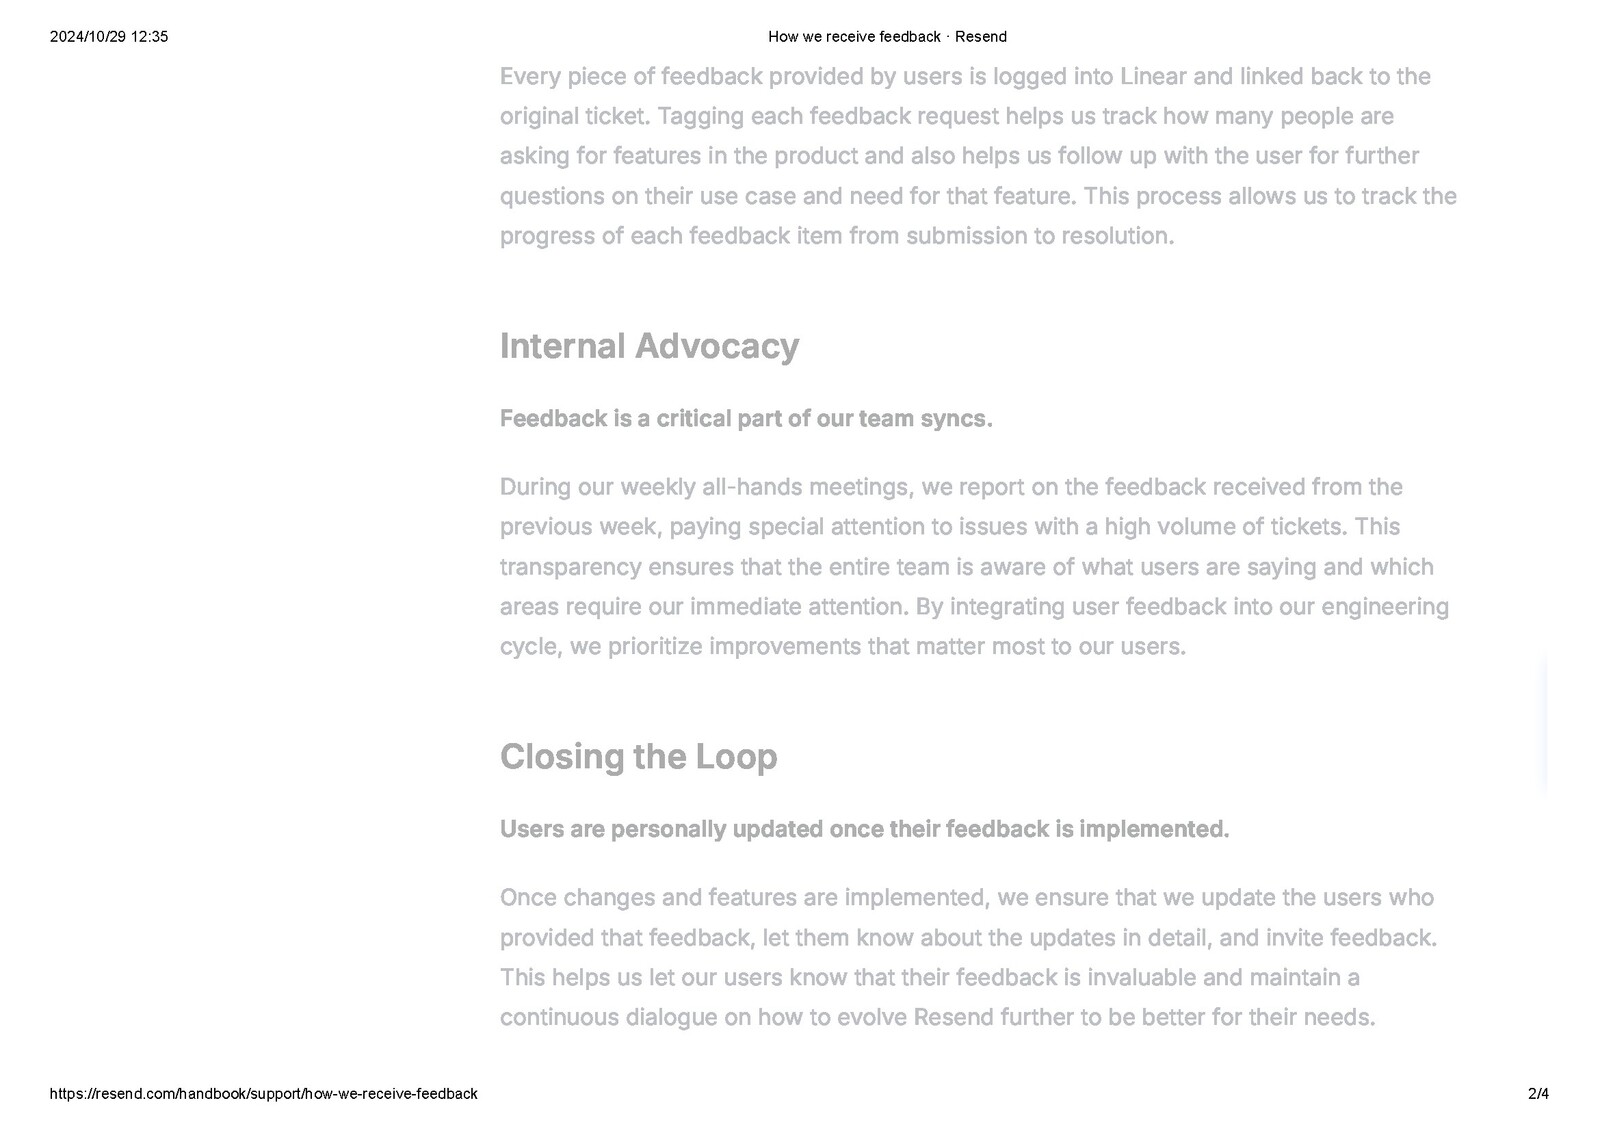 2024/10/29 12:35
How we receive feedback · Resend
Every piece of feedback provided by users is logged into Linear and linked back to the
original ticket. Tagging each feedback request helps us track how many people are
asking for features in the product and also helps us follow up with the user for further
questions on their use case and need for that feature. This process allows us to track the
progress of each feedback item from submission to resolution.
Internal Advocacy
Feedback is a critical part of our team syncs.
During our weekly all-hands meetings, we report on the feedback received from the
previous week, paying special attention to issues with a high volume of tickets. This
transparency ensures that the entire team is aware of what users are saying and which
areas require our immediate attention. By integrating user feedback into our engineering
cycle, we prioritize improvements that matter most to our users.
Closing the Loop
Users are personally updated once their feedback is implemented.
Once changes and features are implemented, we ensure that we update the users who
provided that feedback, let them know about the updates in detail, and invite feedback.
This helps us let our users know that their feedback is invaluable and maintain a
continuous dialogue on how to evolve Resend further to be better for their needs.
https://resend.com/handbook/support/how-we-receive-feedback
2/4